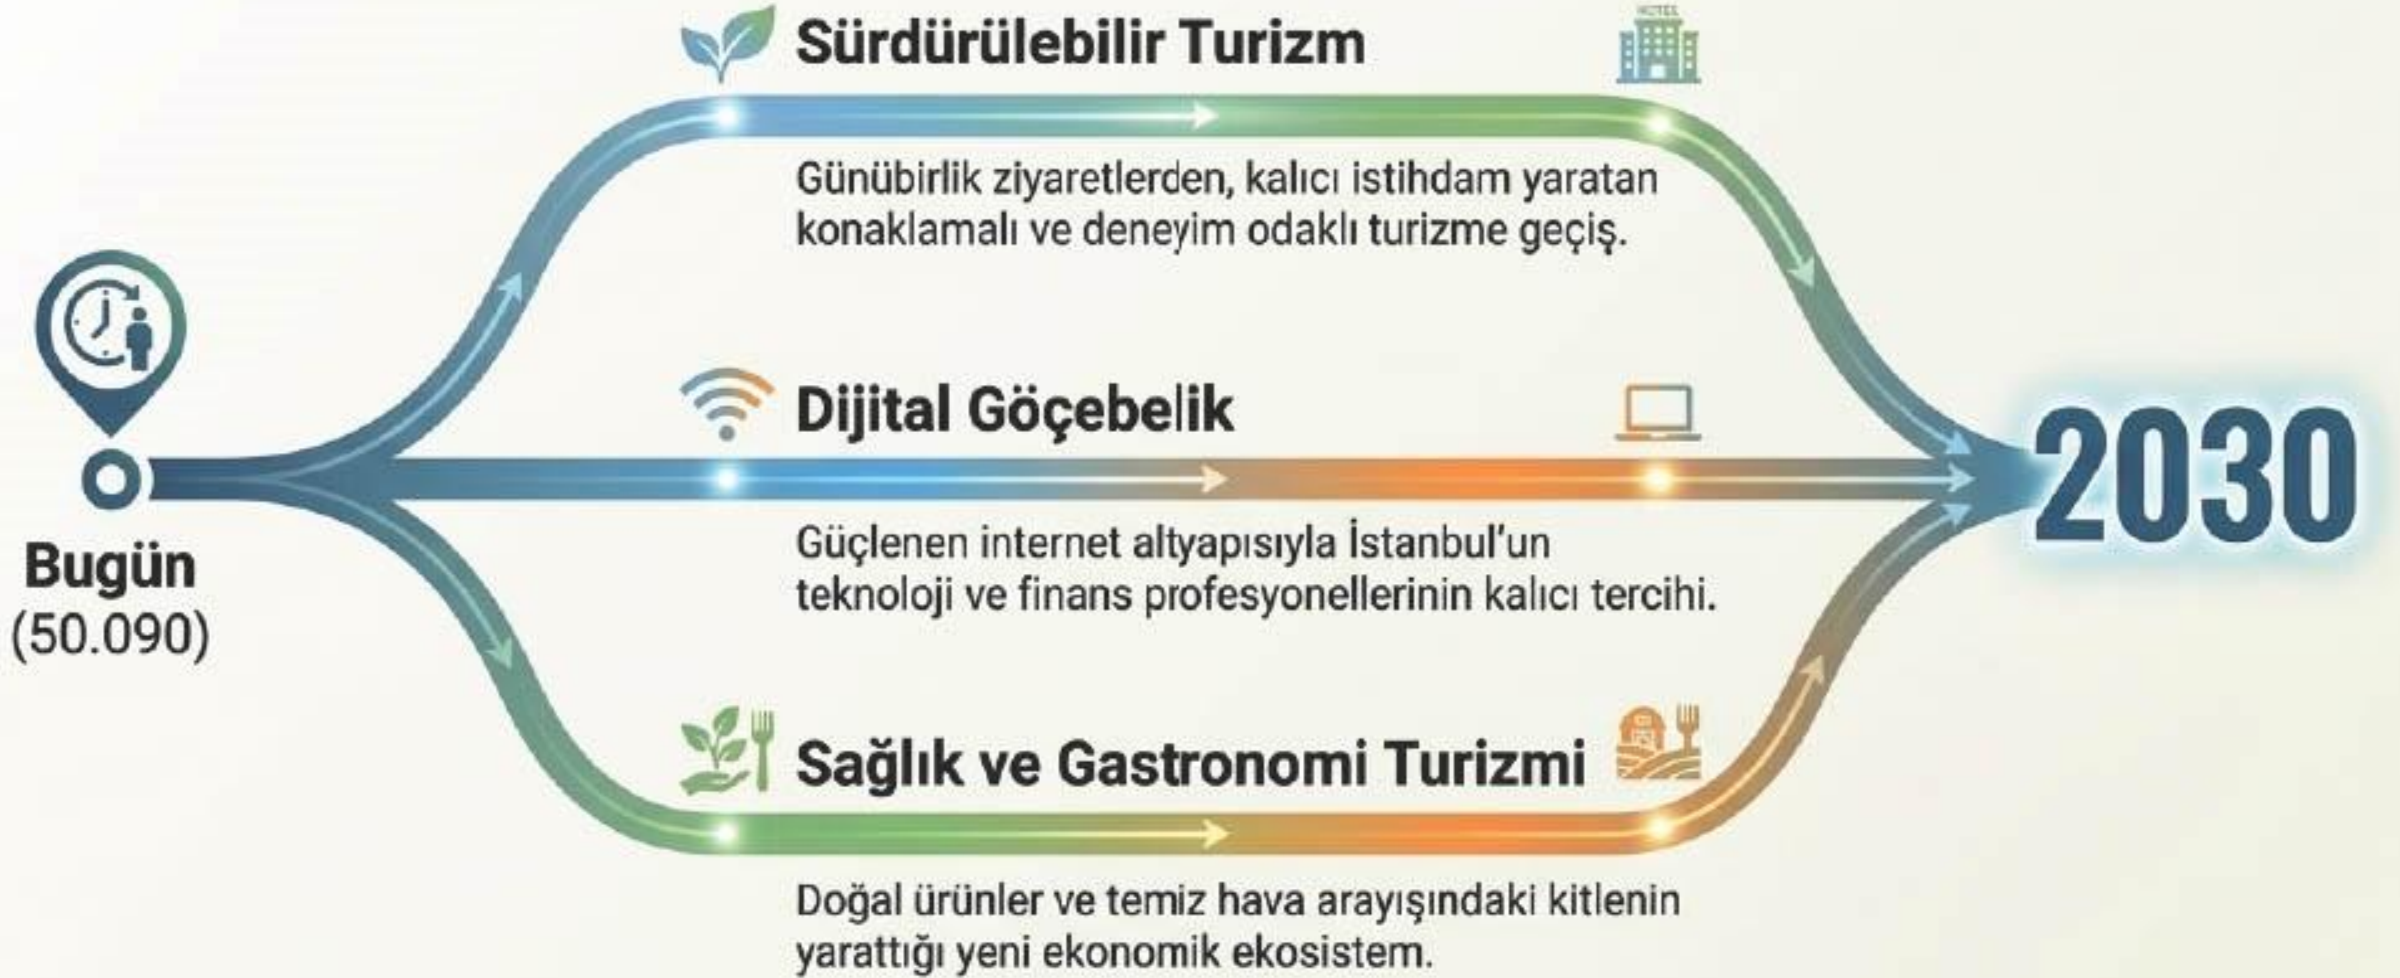 HOTEL
Sürdürülebilir Turizm
Günübirlik ziyaretlerden, kalıcı istihdam yaratan
konaklamalı ve deneyim odaklı turizme geçiş.
Bugün
(50.090)
Dijital Göçebelik
Güçlenen internet altyapısıyla İstanbul'un
teknoloji ve finans profesyonellerinin kalıcı tercihi.
2030
Sağlık ve Gastronomi Turizmi
Doğal ürünler ve temiz hava arayışındaki kitlenin
yarattığı yeni ekonomik ekosistem.